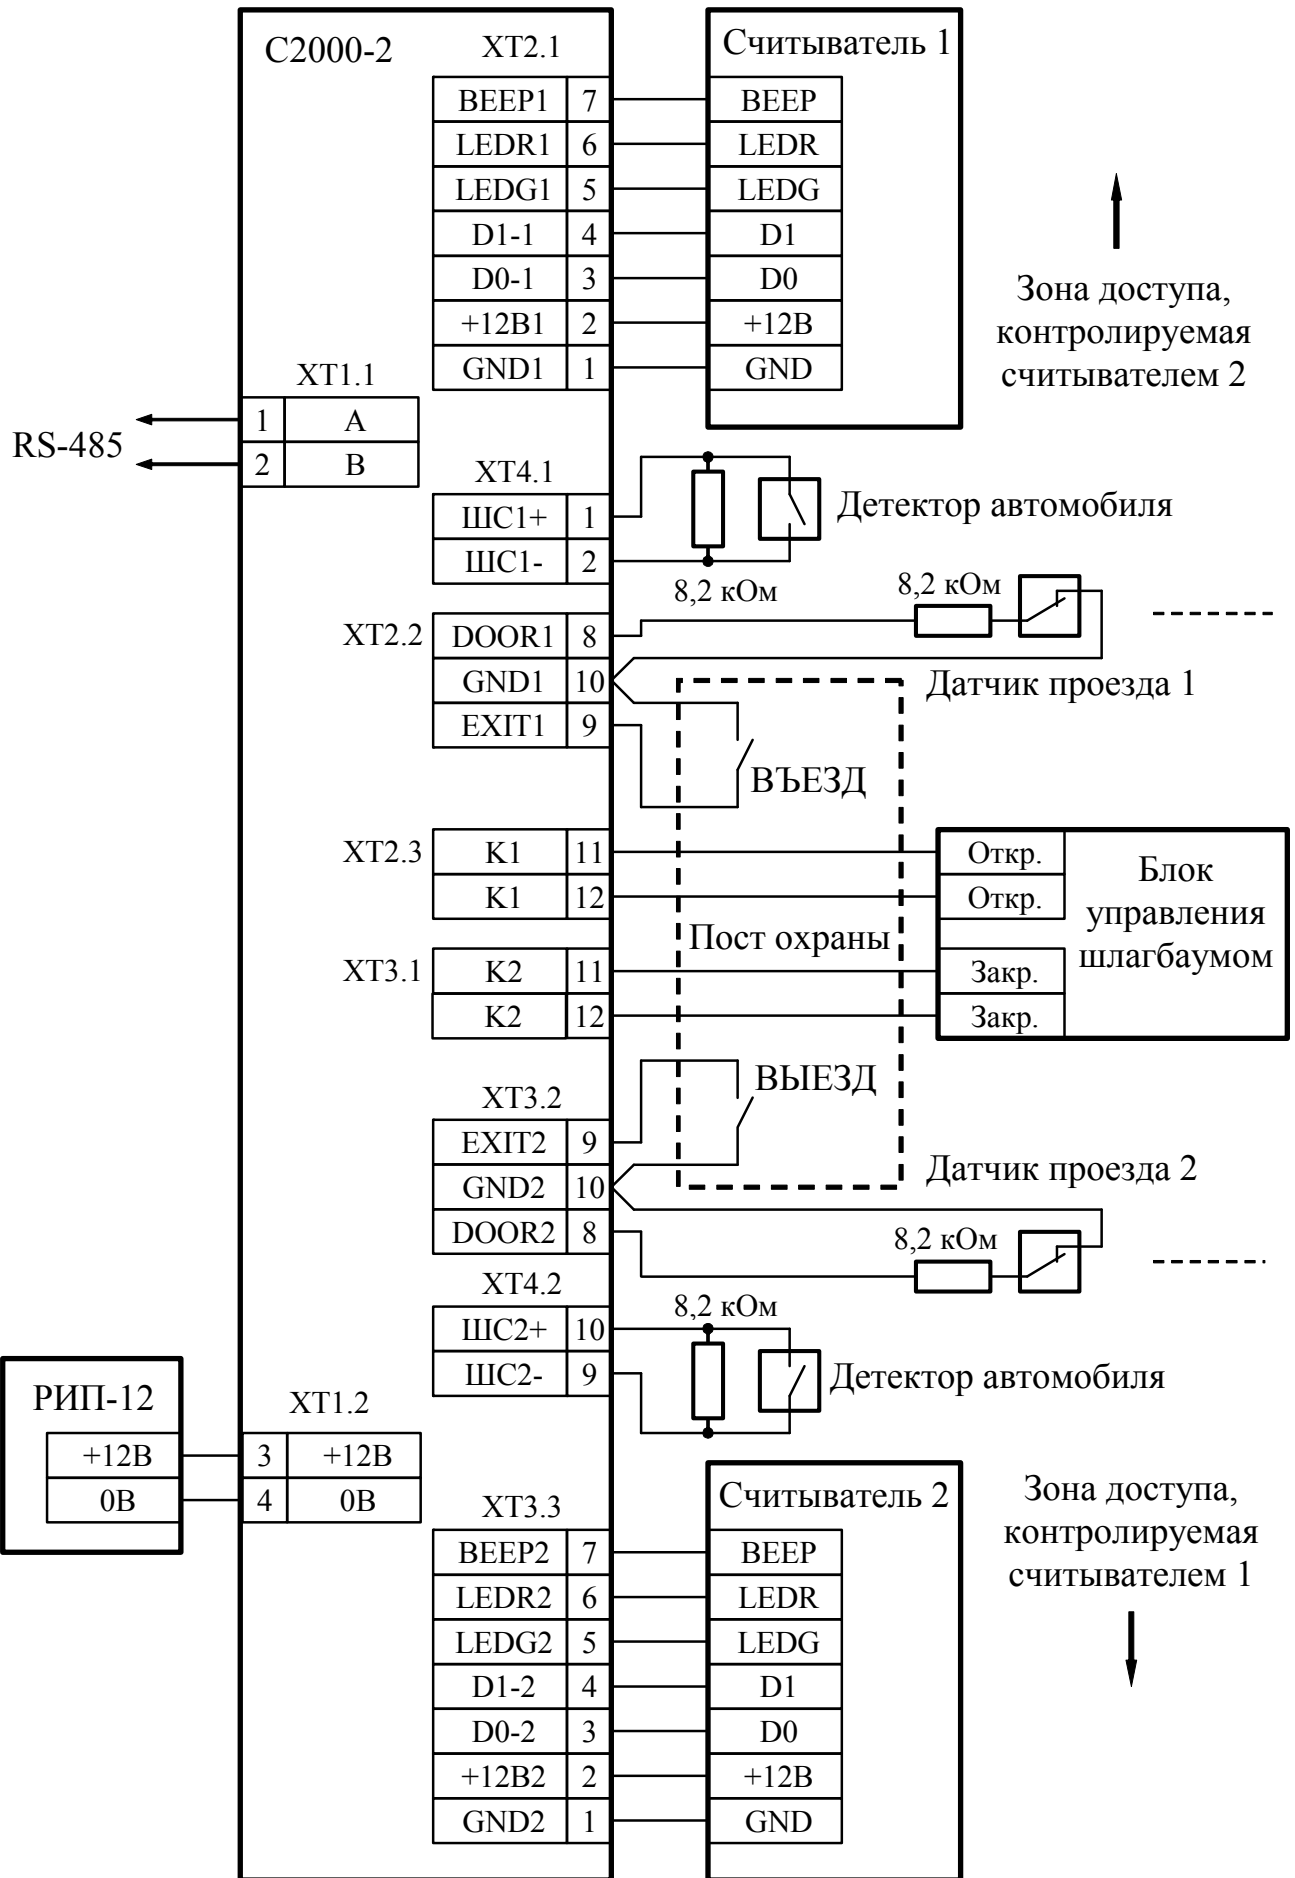 С2000-2
XT2.1
BEEP1 7
LEDR1 6
LEDG1 5
D1-1 4
D0-1 3
+12В1 2
GND1 1
Считыватель 1
BEEP
LEDR
LEDG
D1
D0
+12В
GND
Зона доступа,
контролируемая
считывателем 2
XT1.1
1 A
2 B
RS-485
XT4.1
ШС1+ 1
ШС1- 2
8,2 кОм
Детектор автомобиля
8,2 кОм
Датчик проезда 1
XT2.2
DOOR1 8
GND1 10
EXIT1 9
ВЪЕЗД
XT2.3
К1 11
К1 12
Откр.
Откр.
Блок
управления
шлагбаумом
Пост охраны
XT3.1
К2 11
К2 12
Закр.
Закр.
ВЫЕЗД
XT3.2
EXIT2 9
GND2 10
DOOR2 8
Датчик проезда 2
8,2 кОм
XT4.2
ШС2+ 10
ШС2- 9
8,2 кОм
Детектор автомобиля
РИП-12
+12В
0В
XT1.2
3 +12В
4 0В
XT3.3
BEEP2 7
LEDR2 6
LEDG2 5
D1-2 4
D0-2 3
+12В2 2
GND2 1
Считыватель 2
BEEP
LEDR
LEDG
D1
D0
+12В
GND
Зона доступа,
контролируемая
считывателем 1